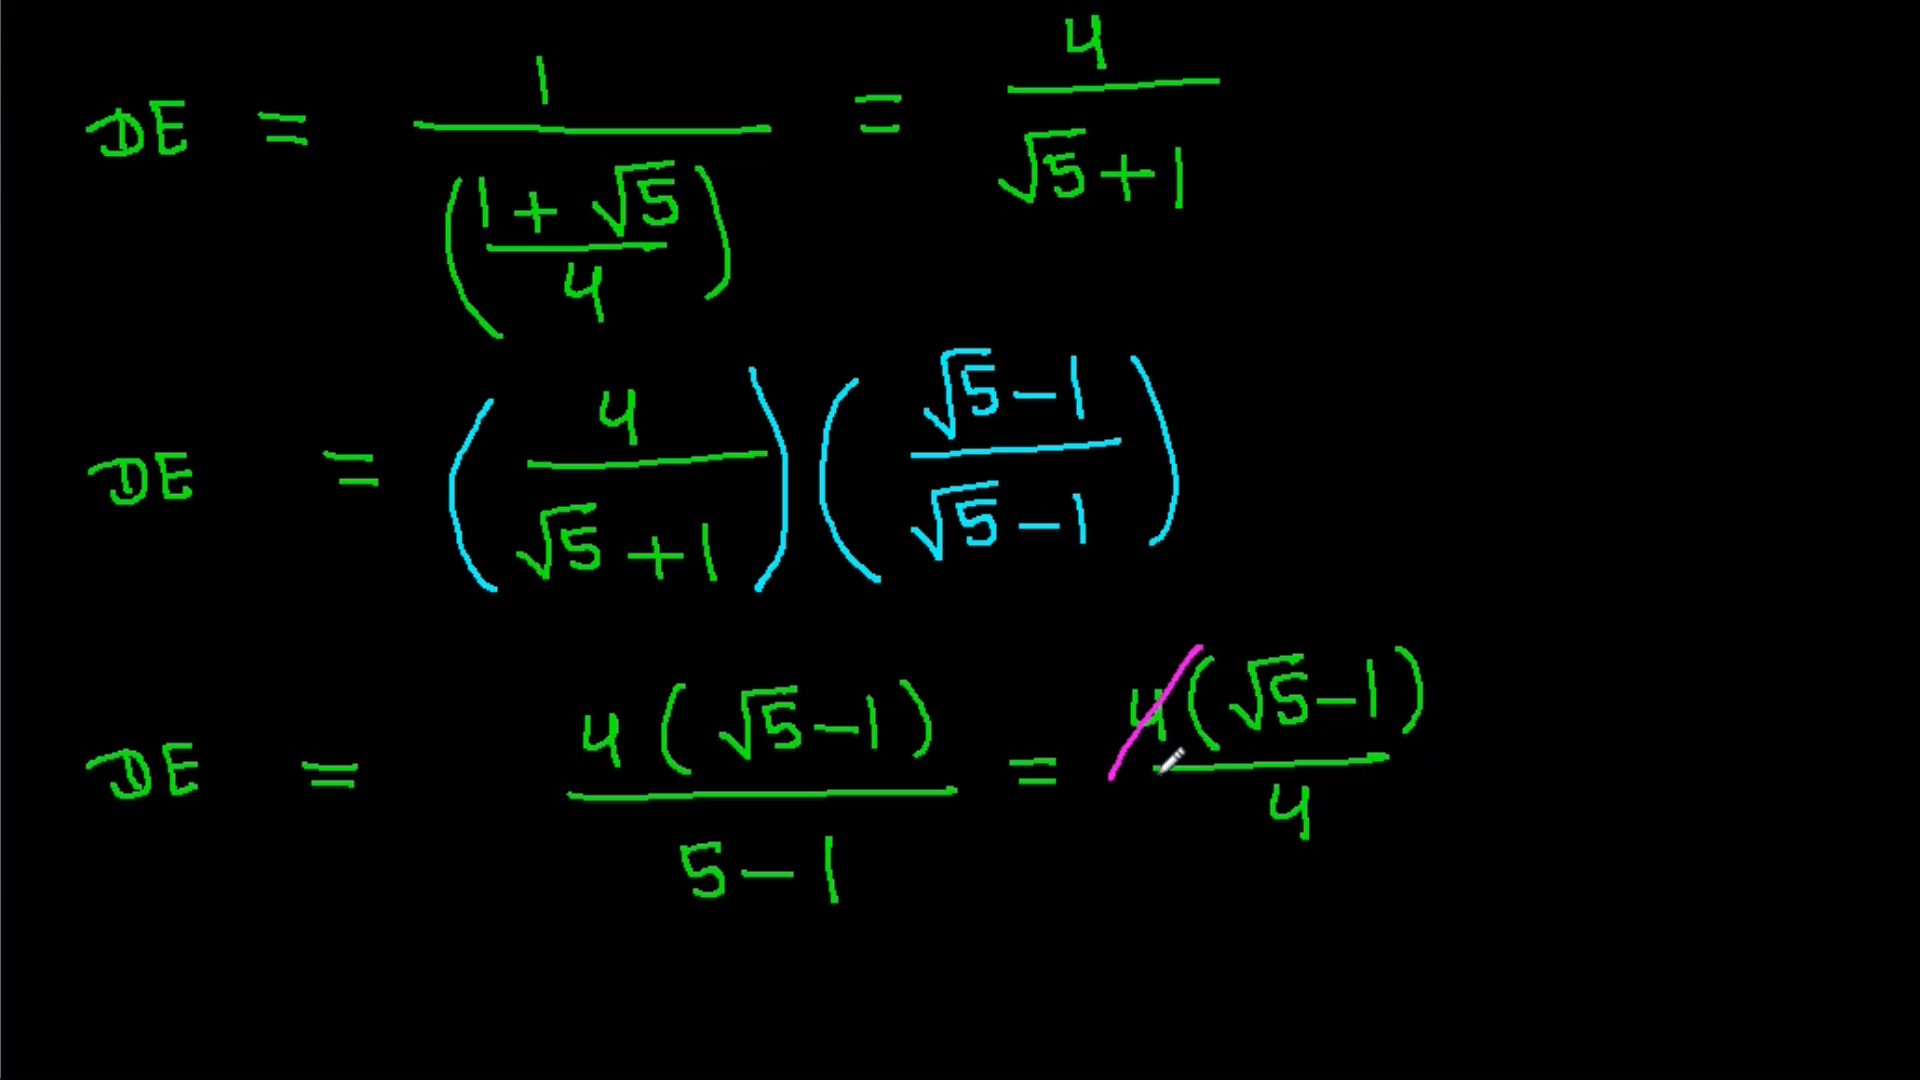 DE = 1 / ((1 + √5) / 4) = 4 / (√5 + 1)
DE = (4 / (√5 + 1)) ((√5 - 1) / (√5 - 1))
DE = 4(√5 - 1) / (5 - 1) = 4(√5 - 1) / 4